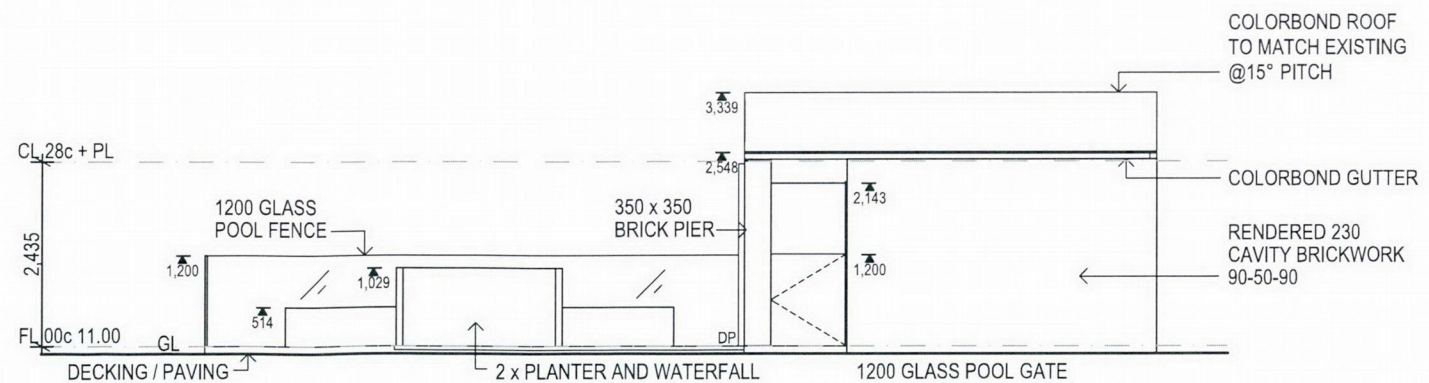 COLORBOND ROOF
TO MATCH EXISTING
@15° PITCH
3,339
CL 28c + PL
2,548
COLORBOND GUTTER
2,143
1200 GLASS
POOL FENCE
350 x 350
BRICK PIER
RENDERED 230
CAVITY BRICKWORK
90-50-90
2,435
1,200
1,029
1,200
514
FL 00c 11.00
GL
DP
DECKING / PAVING
2 x PLANTER AND WATERFALL
1200 GLASS POOL GATE